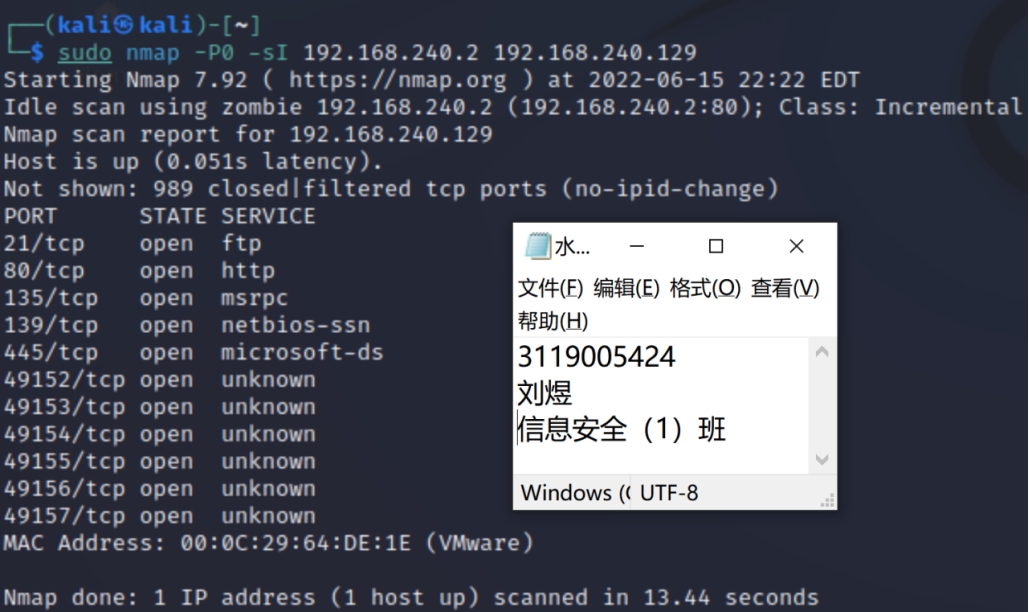 (kali㉿kali)-[~]
$ sudo nmap -P0 -sI 192.168.240.2 192.168.240.129
Starting Nmap 7.92 ( https://nmap.org ) at 2022-06-15 22:22 EDT
Idle scan using zombie 192.168.240.2 (192.168.240.2:80); Class: Incremental
Nmap scan report for 192.168.240.129
Host is up (0.051s latency).
Not shown: 989 closed|filtered tcp ports (no-ipid-change)
PORT STATE SERVICE
21/tcp open ftp
80/tcp open http
135/tcp open msrpc
139/tcp open netbios-ssn
445/tcp open microsoft-ds
49152/tcp open unknown
49153/tcp open unknown
49154/tcp open unknown
49155/tcp open unknown
49156/tcp open unknown
49157/tcp open unknown
MAC Address: 00:0C:29:64:DE:1E (VMware)
Nmap done: 1 IP address (1 host up) scanned in 13.44 seconds
水...
文件(F) 编辑(E) 格式(O) 查看(V)
帮助(H)
3119005424
刘煜
信息安全（1）班
Windows (C UTF-8